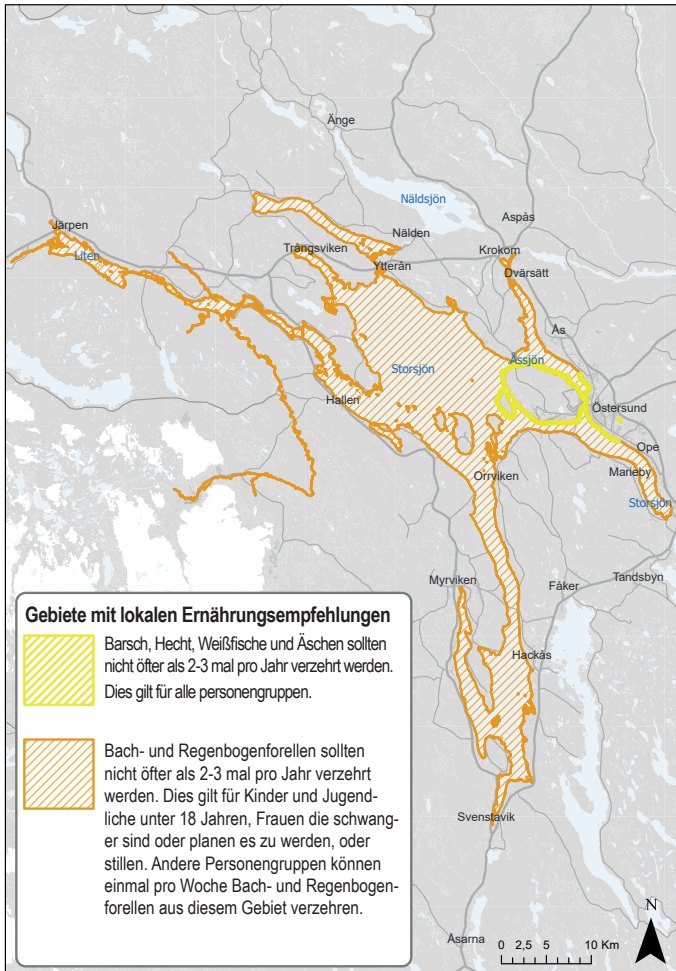 Änge
Näldsjön
Aspås
Järpen
Nälden
Trångsviken
Krokom
Liten
Ytterån
Dvärsätt
Ås
Åssjön
Storsjön
Hallen
Östersund
Ope
Marieby
Orrviken
Storsjön
Myrviken
Fåker
Tandsbyn
Hackås
Svenstavik
Åsarna
Gebiete mit lokalen Ernährungsempfehlungen
Barsch, Hecht, Weißfische und Äschen sollten
nicht öfter als 2-3 mal pro Jahr verzehrt werden.
Dies gilt für alle personengruppen.
Bach- und Regenbogenforellen sollten
nicht öfter als 2-3 mal pro Jahr verzehrt
werden. Dies gilt für Kinder und Jugend-
liche unter 18 Jahren, Frauen die schwang-
er sind oder planen es zu werden, oder
stillen. Andere Personengruppen können
einmal pro Woche Bach- und Regenbogen-
forellen aus diesem Gebiet verzehren.
N
0 2,5 5 10 Km